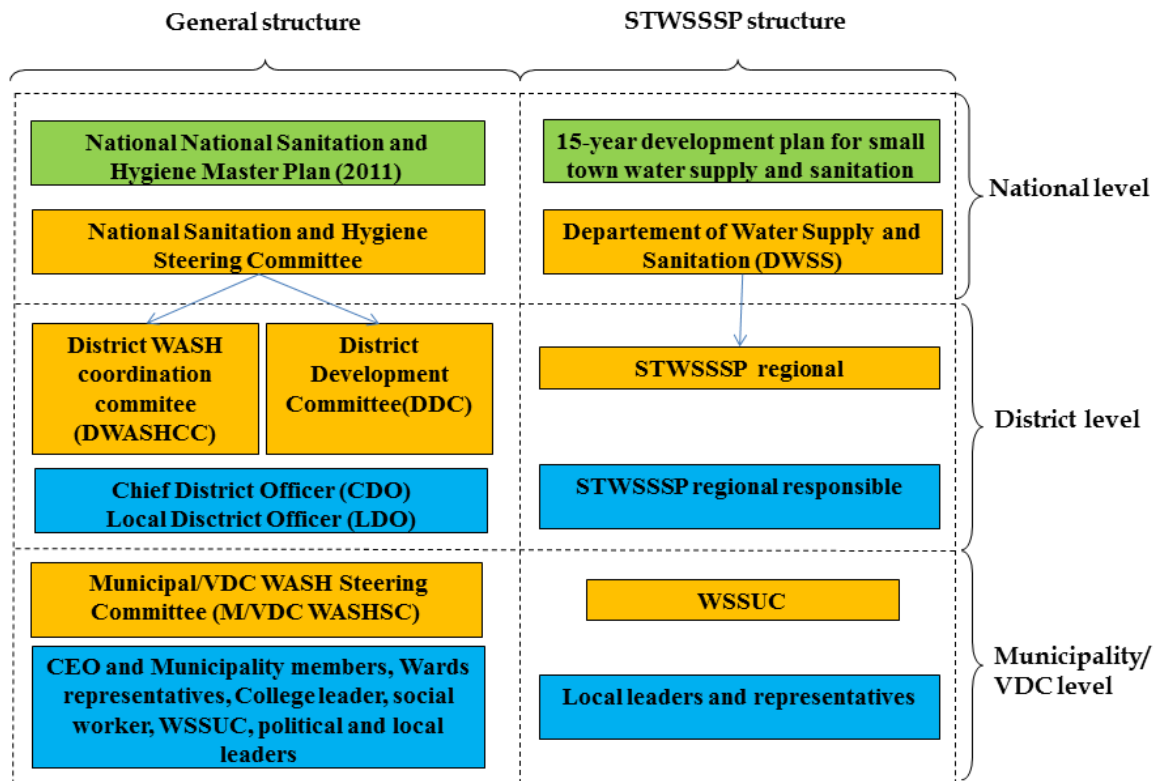 General structure
STWSSSP structure
National National Sanitation and
Hygiene Master Plan (2011)
15-year development plan for small
town water supply and sanitation
National level
National Sanitation and Hygiene
Steering Committee
Departement of Water Supply and
Sanitation (DWSS)
District WASH
coordination
commitee
(DWASHCC)
District
Development
Committee(DDC)
STWSSSP regional
District level
Chief District Officer (CDO)
Local Disctrict Officer (LDO)
STWSSSP regional responsible
Municipal/VDC WASH Steering
Committee (M/VDC WASHSC)
WSSUC
Municipality/
VDC level
CEO and Municipality members, Wards
representatives, College leader, social
worker, WSSUC, political and local
leaders
Local leaders and representatives